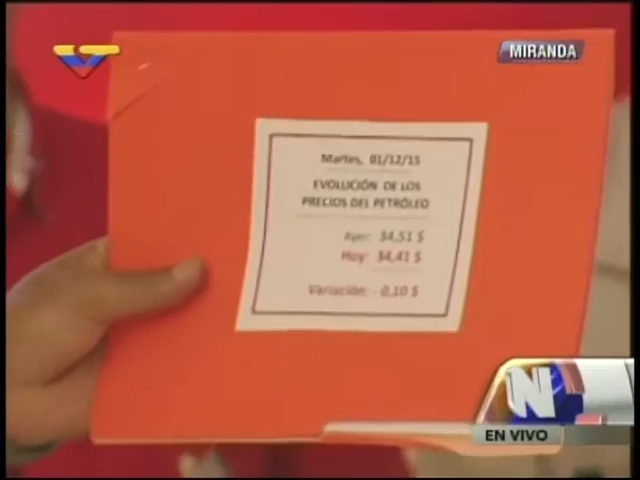 MIRANDA
Martes, 01/12/15
EVOLUCIÓN DE LOS
PRECIOS DEL PETRÓLEO
Ayer: 34,51 $
Hoy: 34,41 $
Variación: - 0,10 $
N
EN VIVO